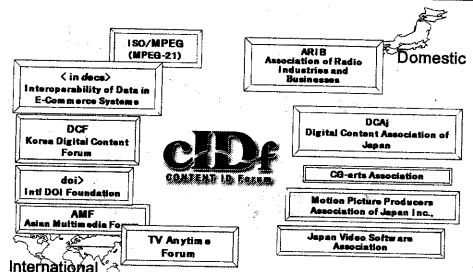 ISO/MPEG
(MPEG-21)
< in decs >
Interoperability of Data in
E-Commerce Systems
DCF
Korea Digital Content
Forum
doi>
Intl DOI Foundation
AMF
Asian Multimedia
TV Anytime
Forum
International
cIDf
CONTENT ID Forum
ARIB
Association of Radio
Industries and
Businesses
Domestic
DCAj
Digital Content Association of
Japan
CG-arts Association
Motion Picture Producers
Association of Japan Inc.,
Japan Video Software
Association